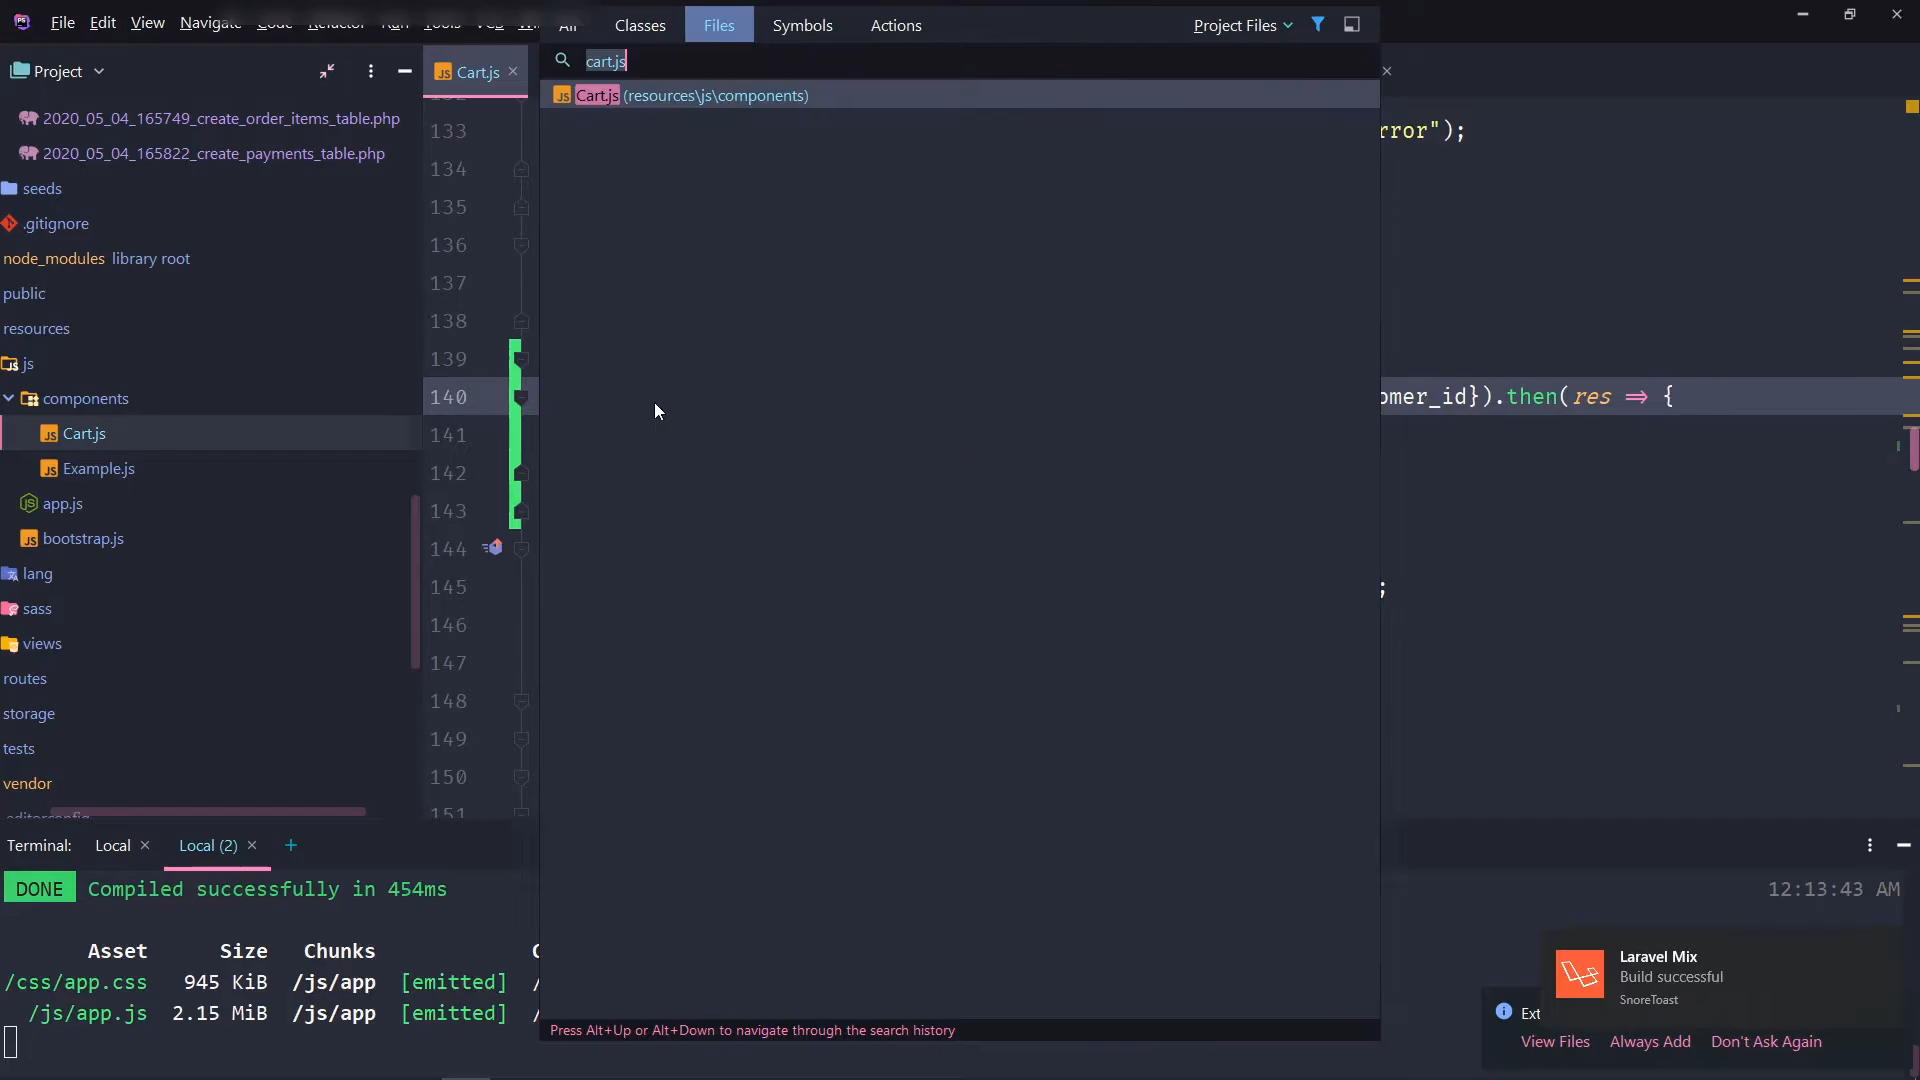 File Edit View Navigate Code Refactor Run Tools VCS
All Classes Files Symbols Actions Project Files
Project
Cart.js
cart.js
Cart.js (resources\js\components)
2020_05_04_165749_create_order_items_table.php
2020_05_04_165822_create_payments_table.php
seeds
.gitignore
node_modules library root
public
resources
js
components
Cart.js
Example.js
app.js
bootstrap.js
lang
sass
views
routes
storage
tests
vendor
.editorconfig
132
133
rror");
134
135
136
137
138
139
140
omer_id}).then(res => {
141
142
143
144
145
;
146
147
148
149
150
151
Press Alt+Up or Alt+Down to navigate through the search history
Terminal: Local Local (2) +
DONE Compiled successfully in 454ms 12:13:43 AM
Asset Size Chunks
/css/app.css 945 KiB /js/app [emitted] /
/js/app.js 2.15 MiB /js/app [emitted] /
Laravel Mix
Build successful
SnoreToast
Ext
View Files Always Add Don't Ask Again